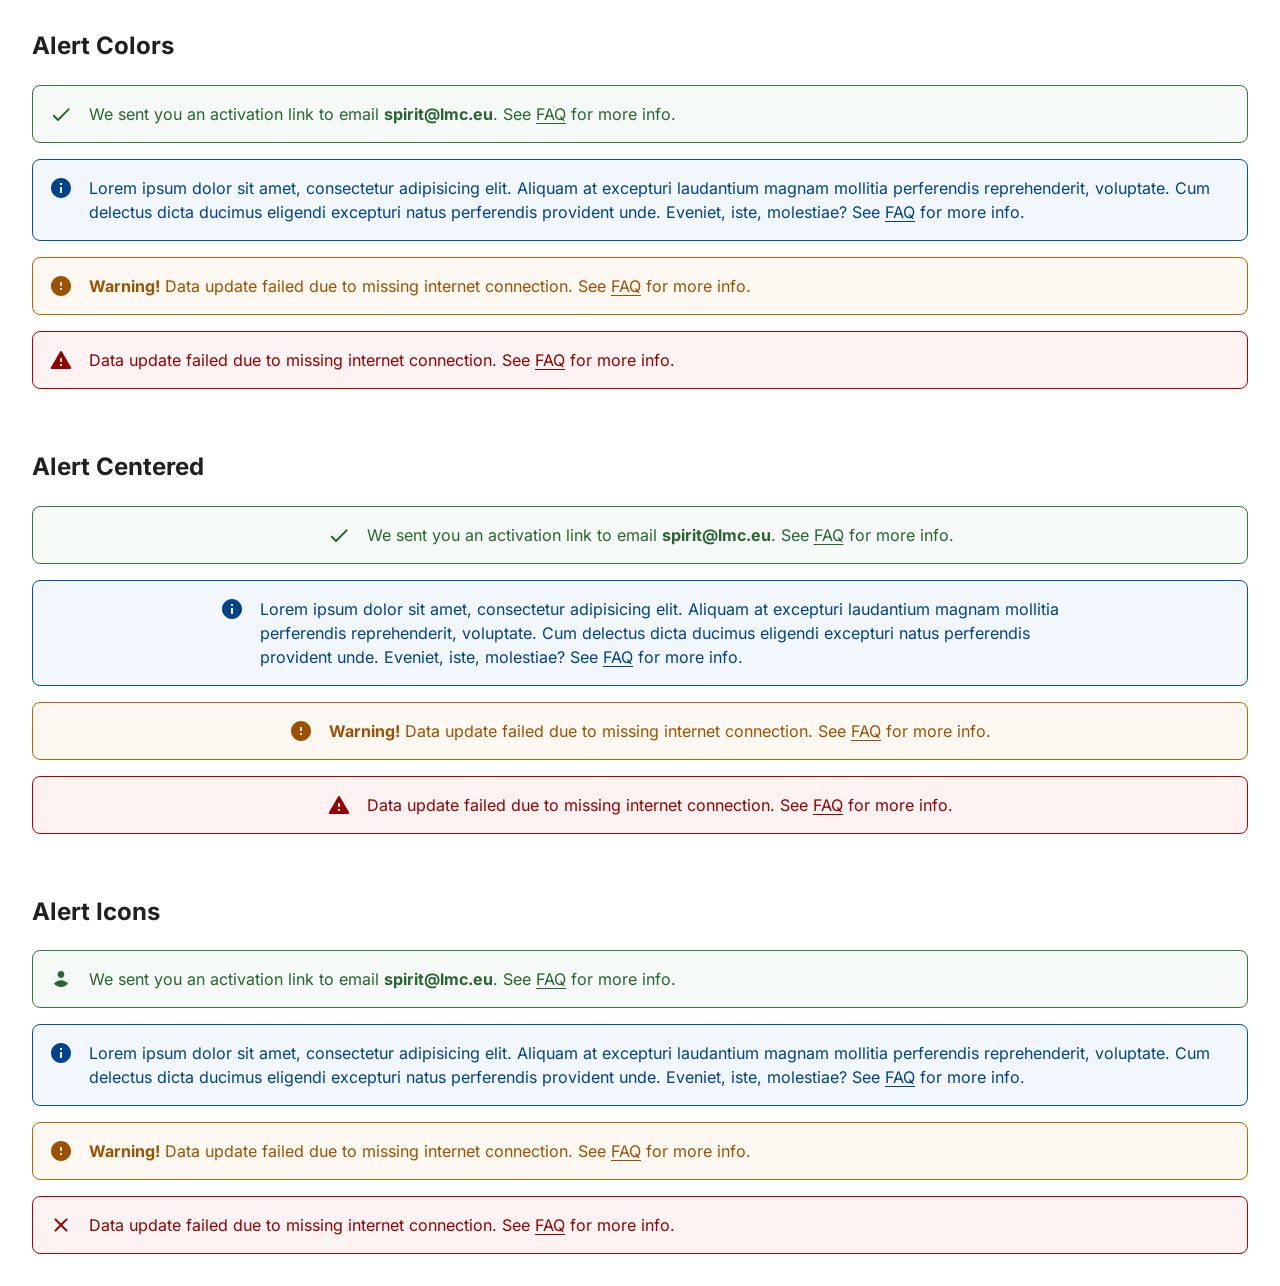 Alert Colors
We sent you an activation link to email spirit@lmc.eu. See FAQ for more info.
Lorem ipsum dolor sit amet, consectetur adipisicing elit. Aliquam at excepturi laudantium magnam mollitia perferendis reprehenderit, voluptate. Cum
delectus dicta ducimus eligendi excepturi natus perferendis provident unde. Eveniet, iste, molestiae? See FAQ for more info.
Warning! Data update failed due to missing internet connection. See FAQ for more info.
Data update failed due to missing internet connection. See FAQ for more info.
Alert Centered
We sent you an activation link to email spirit@lmc.eu. See FAQ for more info.
Lorem ipsum dolor sit amet, consectetur adipisicing elit. Aliquam at excepturi laudantium magnam mollitia
perferendis reprehenderit, voluptate. Cum delectus dicta ducimus eligendi excepturi natus perferendis
provident unde. Eveniet, iste, molestiae? See FAQ for more info.
Warning! Data update failed due to missing internet connection. See FAQ for more info.
Data update failed due to missing internet connection. See FAQ for more info.
Alert Icons
We sent you an activation link to email spirit@lmc.eu. See FAQ for more info.
Lorem ipsum dolor sit amet, consectetur adipisicing elit. Aliquam at excepturi laudantium magnam mollitia perferendis reprehenderit, voluptate. Cum
delectus dicta ducimus eligendi excepturi natus perferendis provident unde. Eveniet, iste, molestiae? See FAQ for more info.
Warning! Data update failed due to missing internet connection. See FAQ for more info.
Data update failed due to missing internet connection. See FAQ for more info.